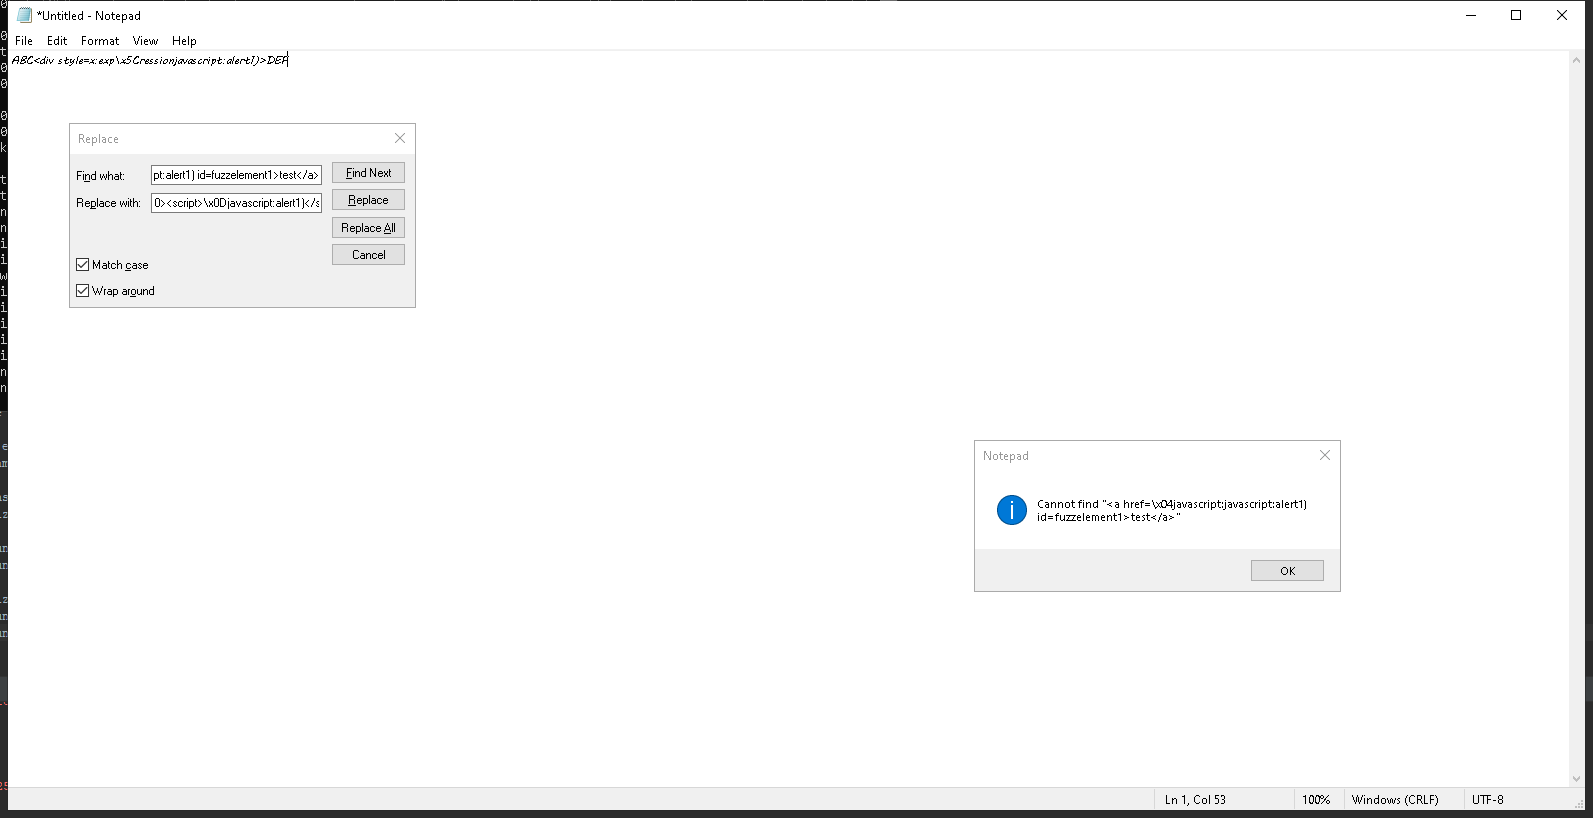 *Untitled - Notepad
File Edit Format View Help
ABC<div style=x:exp\x5Cressionjavascript:alert1)>DEF
Replace
Find what: pt:alert1) id=fuzzelement1>test</a>
Find Next
Replace with: 0><script>\x0Djavascript:alert1)</s
Replace
Replace All
Cancel
Match case
Wrap around
Notepad
Cannot find "<a href=\x04javascript:javascript:alert1)
id=fuzzelement1>test</a>"
OK
Ln 1, Col 53 100% Windows (CRLF) UTF-8